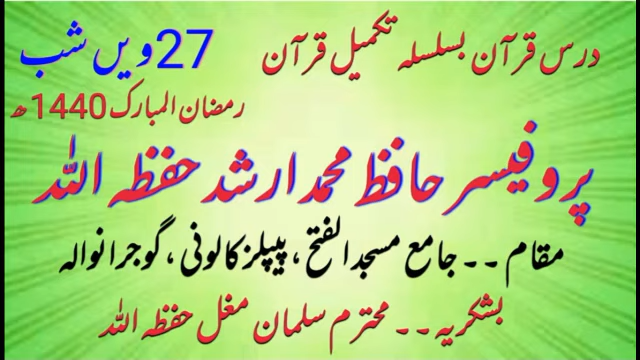 درس قرآن بسلسلہ تکمیل قرآن 27ویں شب
رمضان المبارک 1440ھ
پروفیسر حافظ محمد ارشد حفظہ اللہ
مقام ۔۔ جامع مسجد الفتح ، پیپلز کالونی ، گوجرانوالہ
بشکریہ ۔۔ محترم سلمان مغل حفظہ اللہ